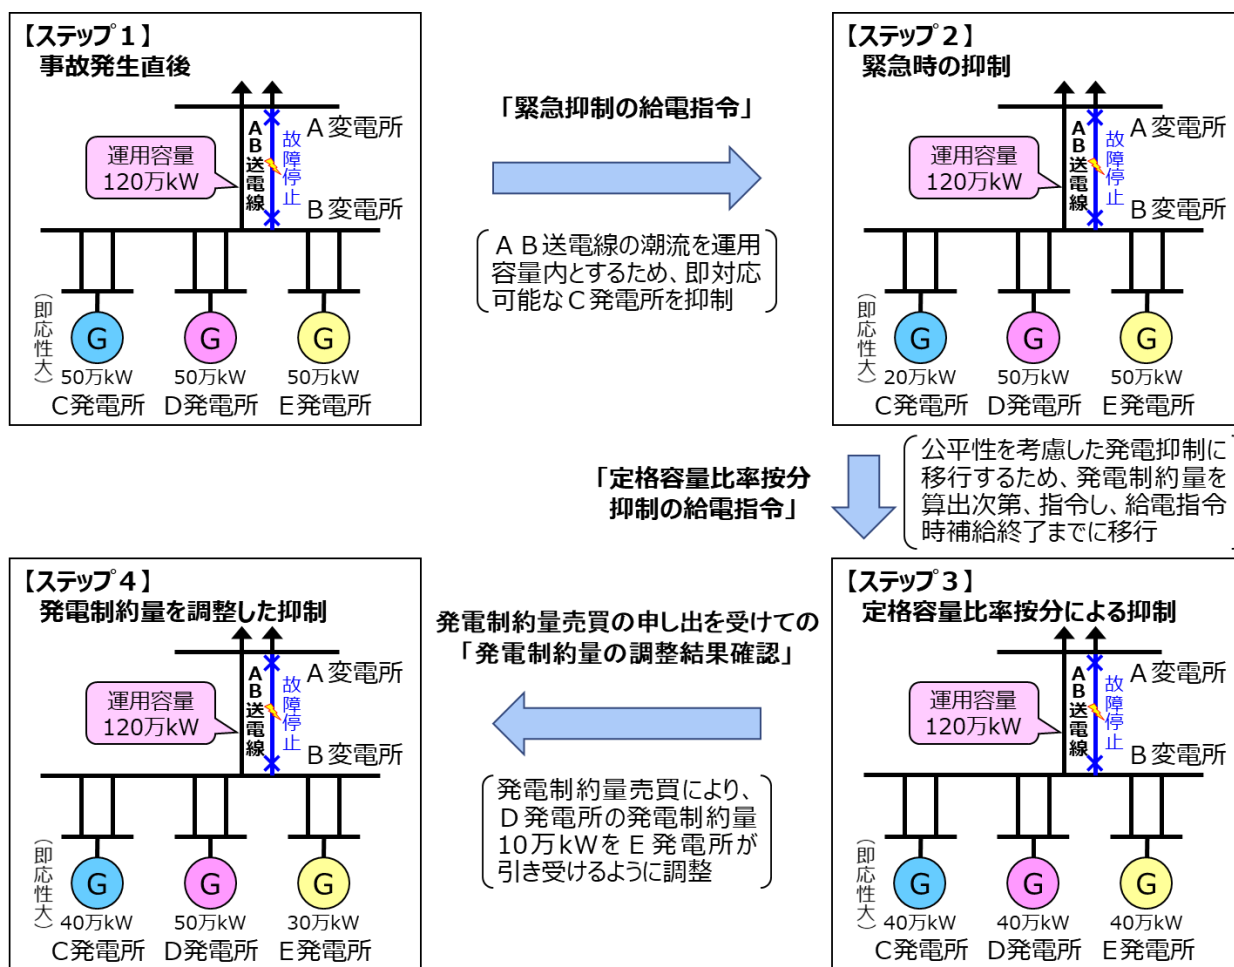 【ステップ１】
事故発生直後
運用容量
120万kW
ＡＢ送電線
故障停止
Ａ変電所
Ｂ変電所
（即応性大）
G
G
G
50万kW
50万kW
50万kW
Ｃ発電所
Ｄ発電所
Ｅ発電所
「緊急抑制の給電指令」
ＡＢ送電線の潮流を運用
容量内とするため、即対応
可能なＣ発電所を抑制
【ステップ２】
緊急時の抑制
運用容量
120万kW
ＡＢ送電線
故障停止
Ａ変電所
Ｂ変電所
（即応性大）
G
G
G
20万kW
50万kW
50万kW
Ｃ発電所
Ｄ発電所
Ｅ発電所
「定格容量比率按分
抑制の給電指令」
公平性を考慮した発電抑制に
移行するため、発電制約量を
算出次第、指令し、給電指令
時補給終了までに移行
【ステップ３】
定格容量比率按分による抑制
運用容量
120万kW
ＡＢ送電線
故障停止
Ａ変電所
Ｂ変電所
（即応性大）
G
G
G
40万kW
40万kW
40万kW
Ｃ発電所
Ｄ発電所
Ｅ発電所
発電制約量売買の申し出を受けての
「発電制約量の調整結果確認」
発電制約量売買により、
Ｄ発電所の発電制約量
10万kWをＥ発電所が
引き受けるように調整
【ステップ４】
発電制約量を調整した抑制
運用容量
120万kW
ＡＢ送電線
故障停止
Ａ変電所
Ｂ変電所
（即応性大）
G
G
G
40万kW
50万kW
30万kW
Ｃ発電所
Ｄ発電所
Ｅ発電所